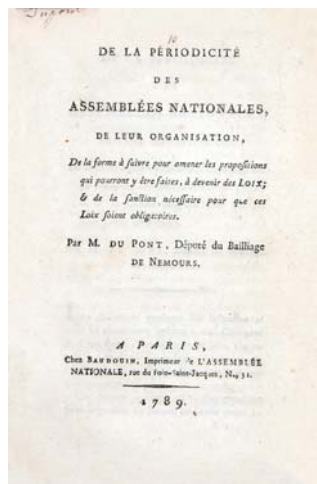 Dupont
DE LA PÉRIODICITÉ
DES
ASSEMBLÉES NATIONALES,
DE LEUR ORGANISATION,
De la forme à ſuivre pour amener les propoſitions
qui pourront y être faites, à devenir des LOIX;
& de la ſanction néceſſaire pour que ces
Loix ſoient obligatoires.
Par M. DU PONT, Député du Bailliage
DE NEMOURS.
A PARIS,
Chez BAUDOUIN, Imprimeur de L'ASSEMBLÉE
NATIONALE, rue du Foin-Saint-Jacques, N., 31.
1789.